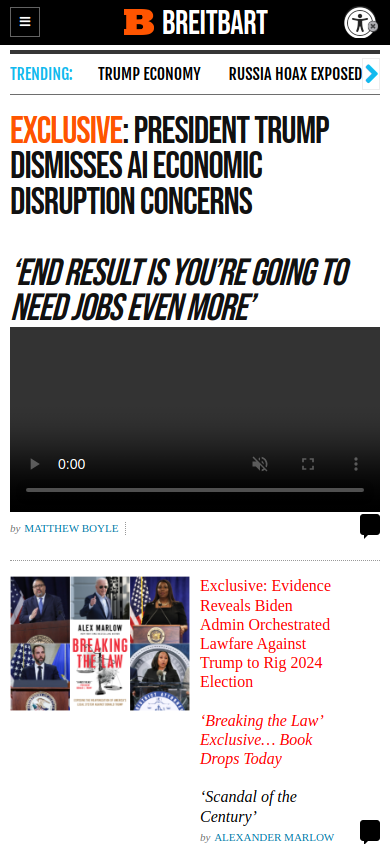 BREITBART
TRENDING:
TRUMP ECONOMY
RUSSIA HOAX EXPOSED
EXCLUSIVE: PRESIDENT TRUMP
DISMISSES AI ECONOMIC
DISRUPTION CONCERNS
‘END RESULT IS YOU’RE GOING TO
NEED JOBS EVEN MORE’
0:00
by MATTHEW BOYLE
ALEX MARLOW
BREAKING
THE LAW
Exclusive: Evidence
Reveals Biden
Admin Orchestrated
Lawfare Against
Trump to Rig 2024
Election
‘Breaking the Law’
Exclusive… Book
Drops Today
‘Scandal of the
Century’
by ALEXANDER MARLOW